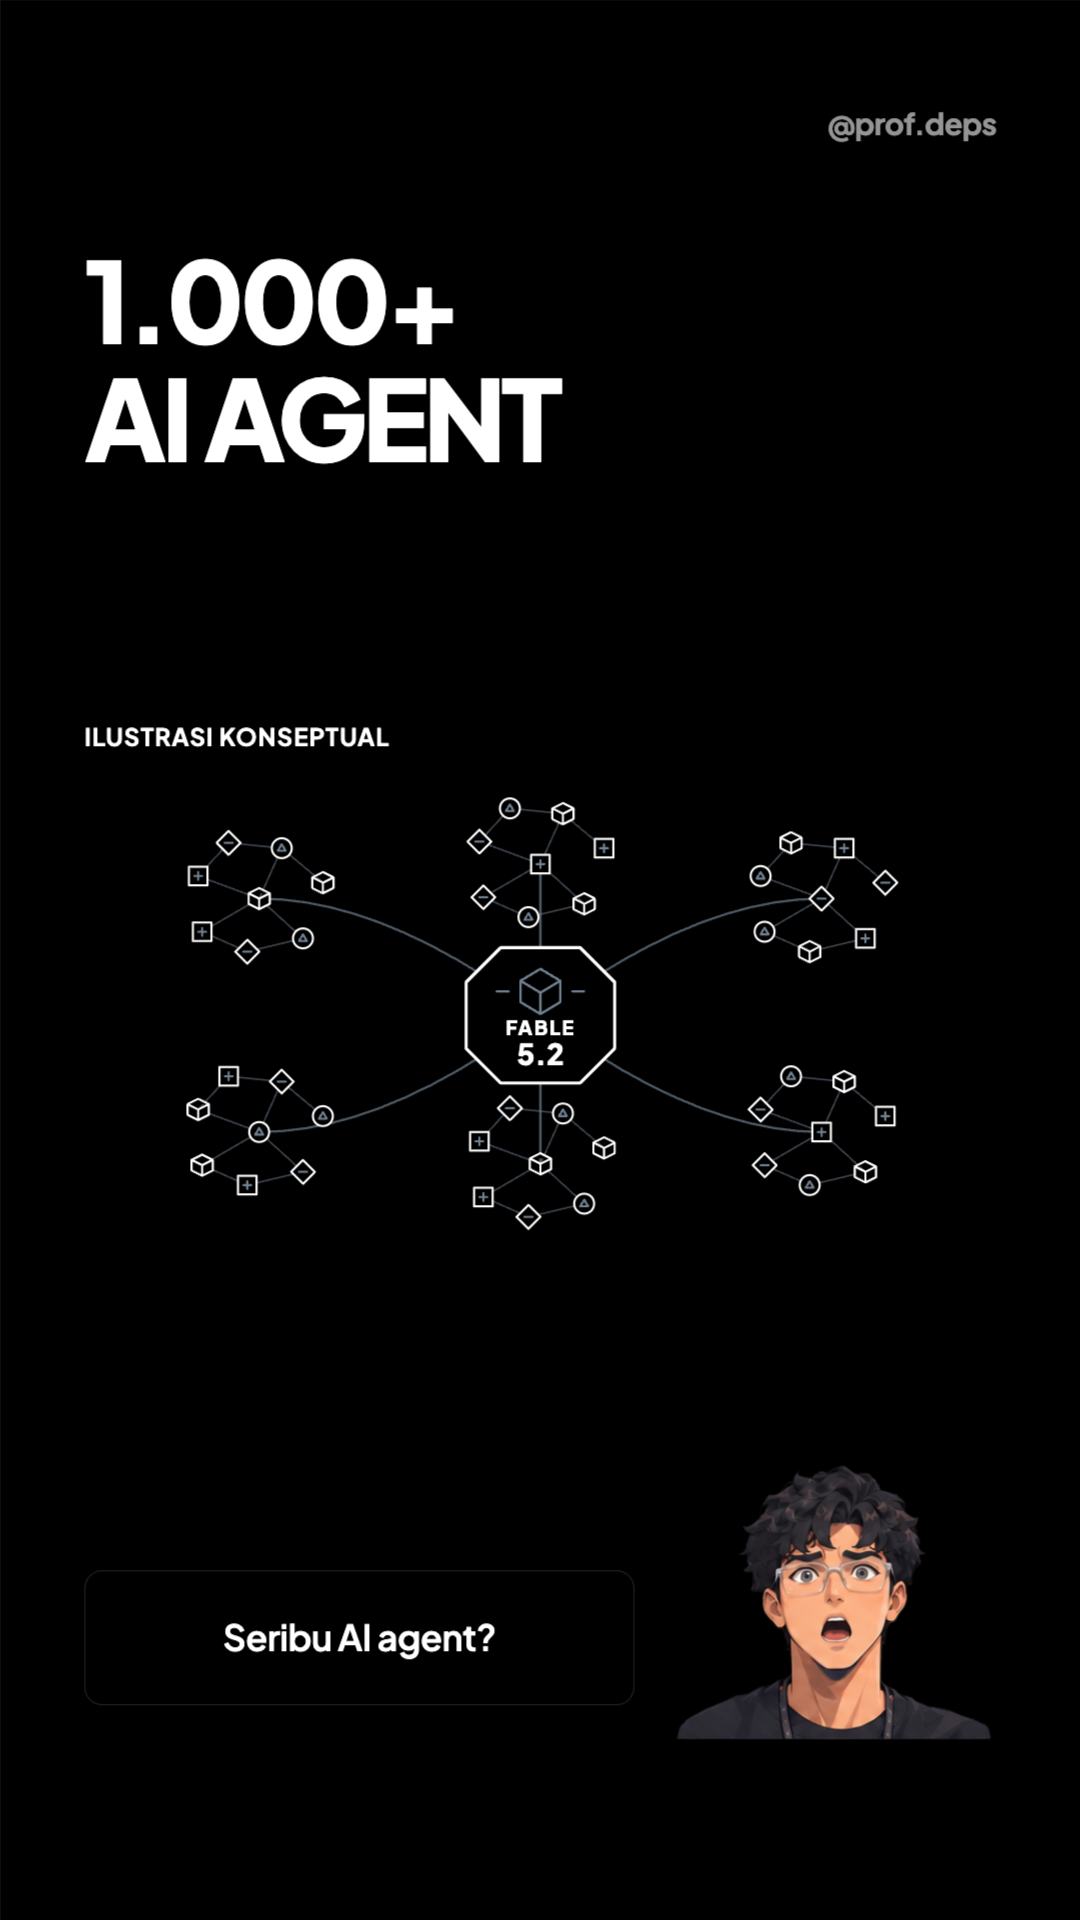 @prof.deps
1.000+
AI AGENT
ILUSTRASI KONSEPTUAL
FABLE
5.2
Seribu AI agent?